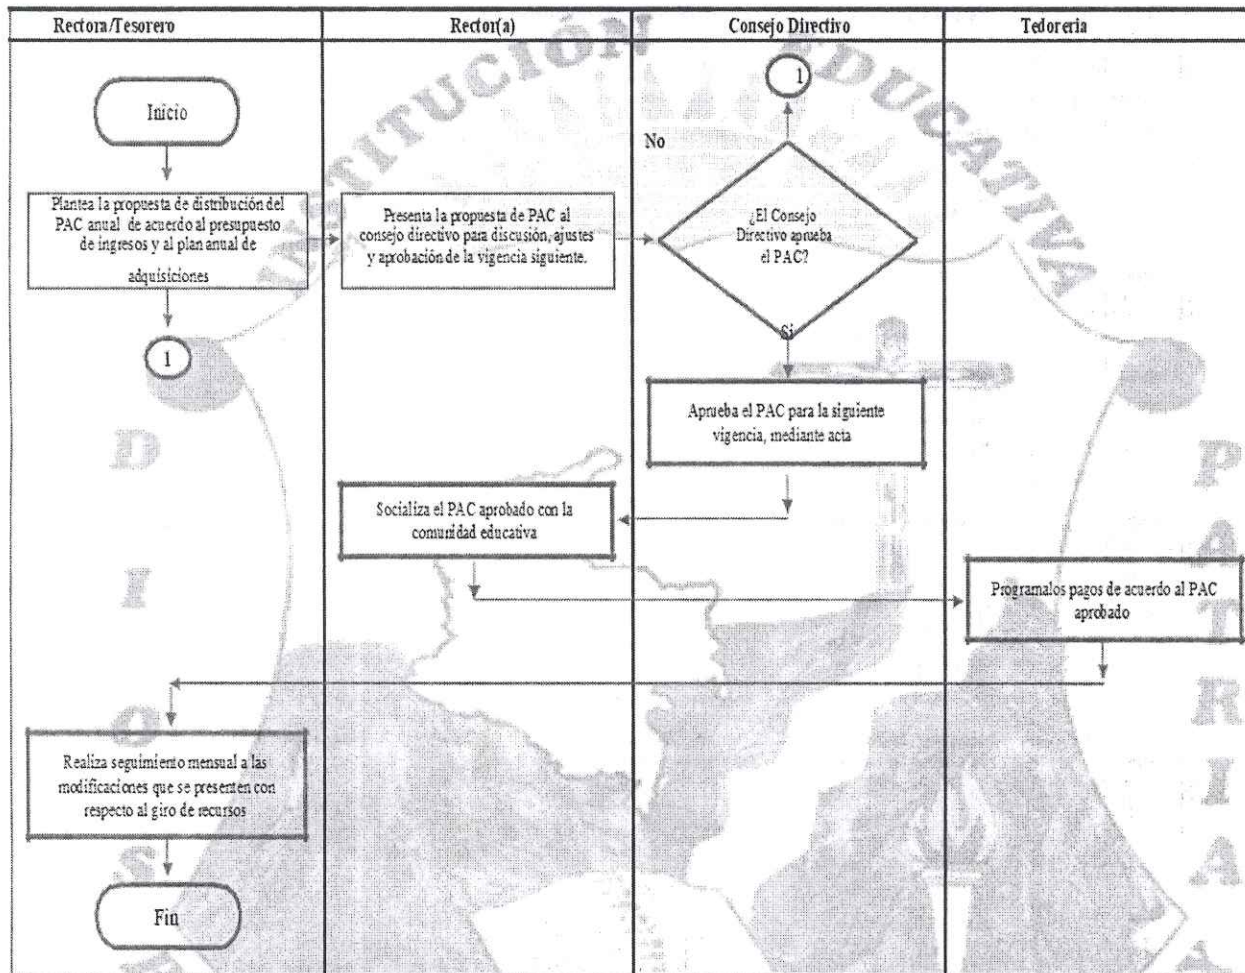 Rectora/Tesorero
Rector(a)
Consejo Directivo
Tedoreria
INSTITUCIÓN EDUCATIVA
1
Inicio
No
Plantea la propuesta de distribución del
PAC anual de acuerdo al presupuesto
de ingresos y al plan anual de
adquisiciones
Presenta la propuesta de PAC al
consejo directivo para discusión, ajustes
y aprobación de la vigencia siguiente.
¿El Consejo
Directivo aprueba
el PAC?
Si
1
Aprueba el PAC para la siguiente
vigencia, mediante acta
DIOS
PATRIA
Socializa el PAC aprobado con la
comunidad educativa
Programalos pagos de acuerdo al PAC
aprobado
Realiza seguimiento mensual a las
modificaciones que se presenten con
respecto al giro de recursos
Fin